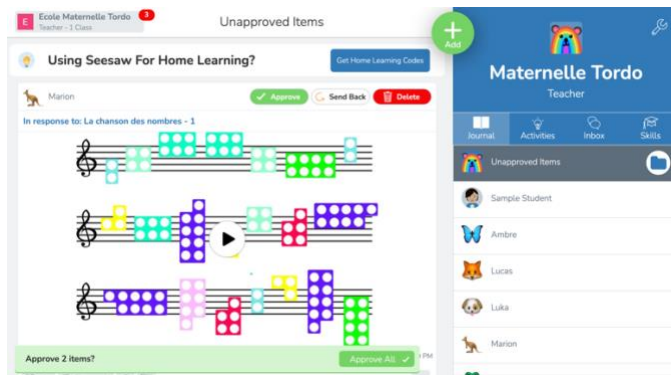 E
Ecole Maternelle Tordo
3
Teacher - 1 Class
Unapproved Items
Add
Using Seesaw For Home Learning?
Get Home Learning Codes
Marion
Approve
Send Back
Delete
In response to: La chanson des nombres - 1
Approve 2 items?
Approve All
PM
Maternelle Tordo
Teacher
Journal
Activities
Inbox
Skills
Unapproved Items
Sample Student
Ambre
Lucas
Luka
Marion